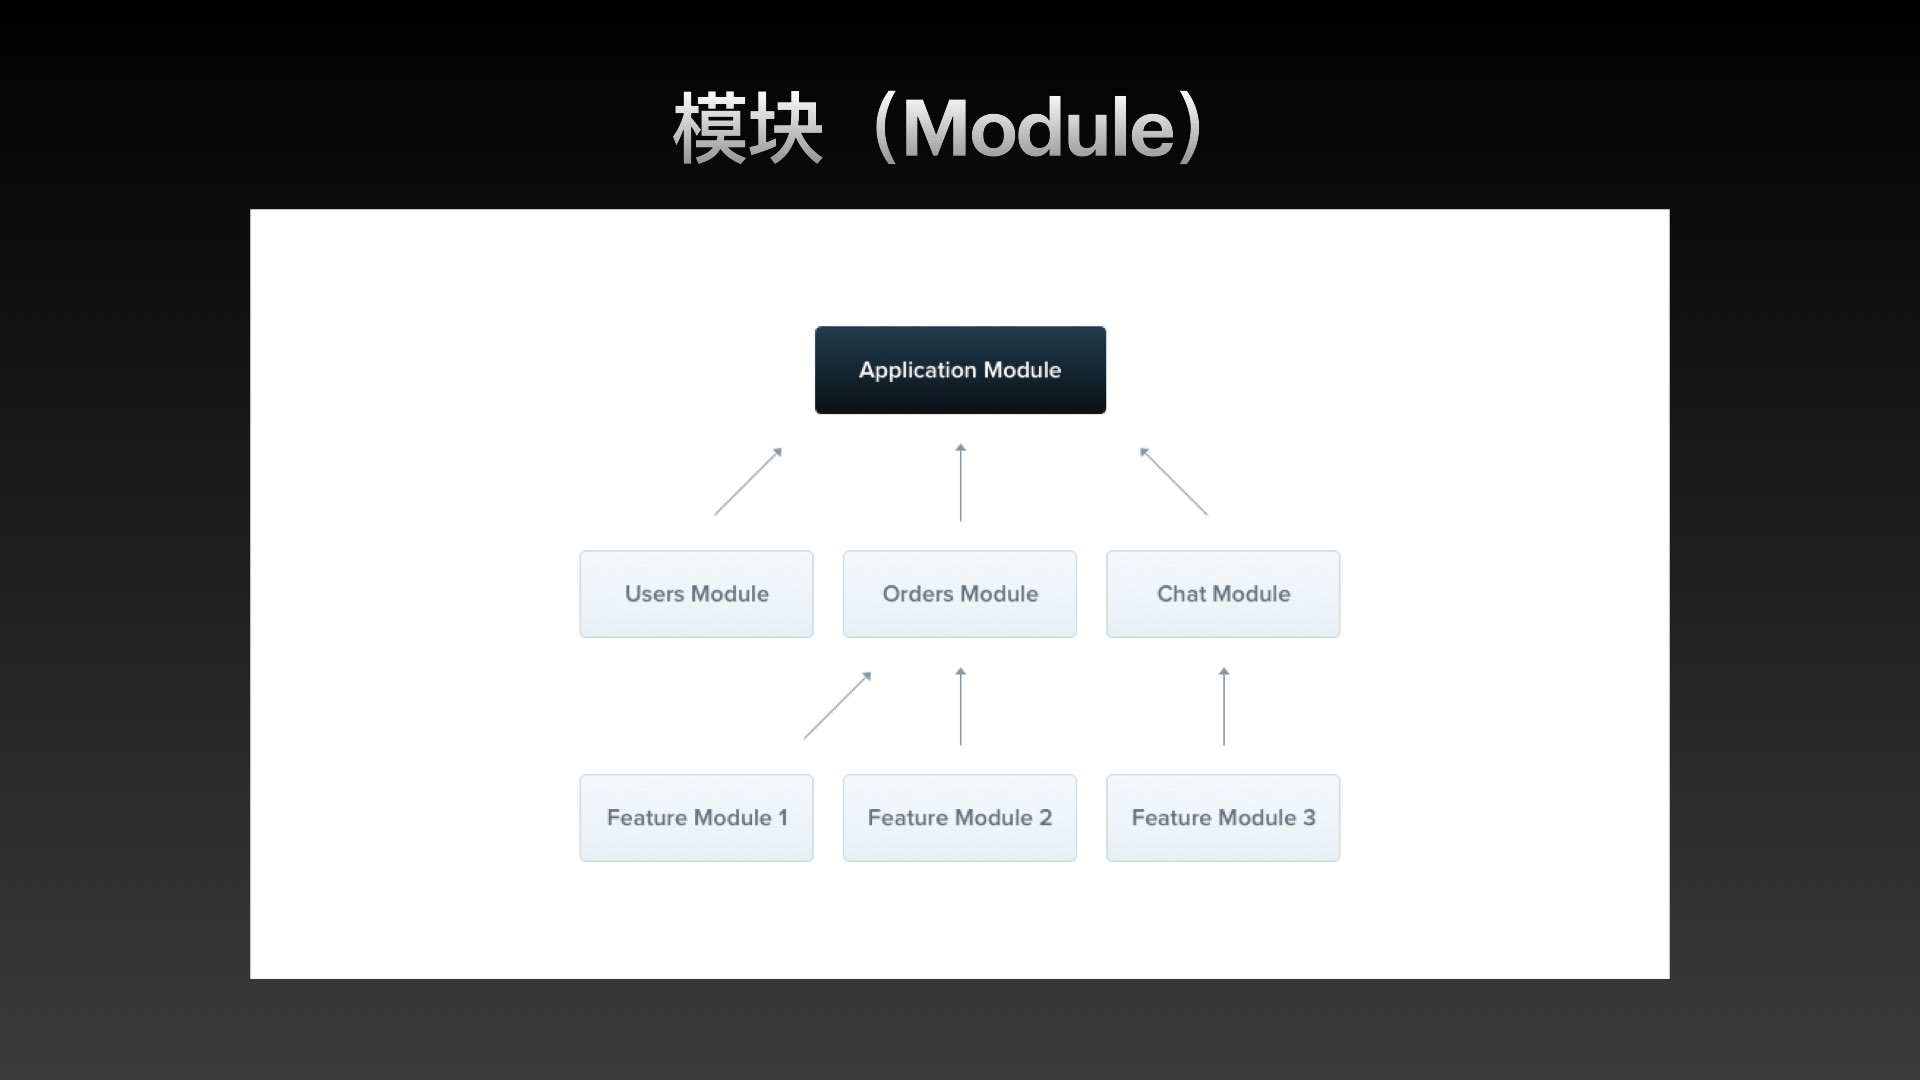 模块（Module）
Application Module
Users Module
Orders Module
Chat Module
Feature Module 1
Feature Module 2
Feature Module 3